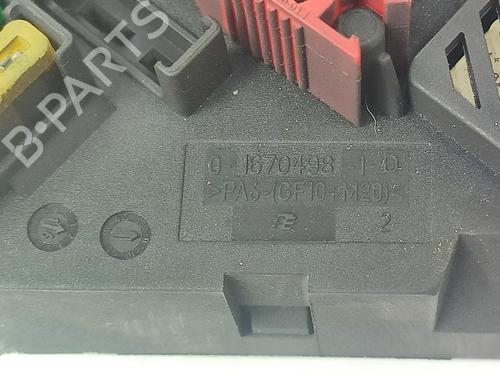 B-PARTS
0 1670498-1 D
>PA6-(GF10+M20)<
2